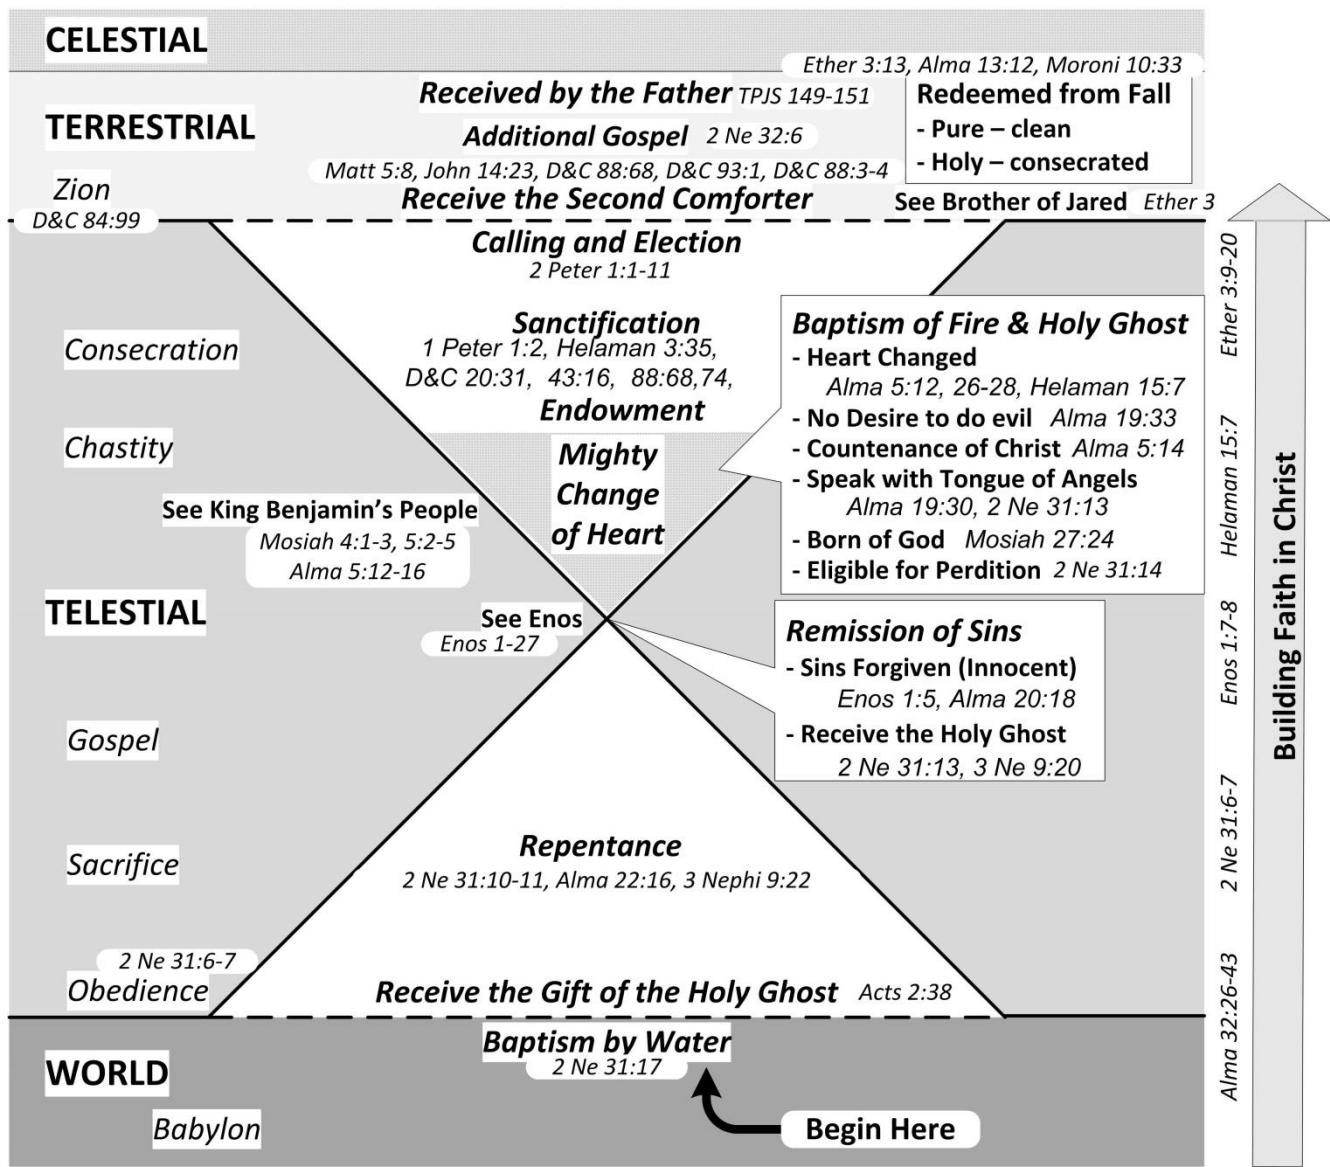 CELESTIAL
Ether 3:13, Alma 13:12, Moroni 10:33
Received by the Father TPJS 149-151
Redeemed from Fall
- Pure – clean
- Holy – consecrated
TERRESTRIAL
Additional Gospel 2 Ne 32:6
Matt 5:8, John 14:23, D&C 88:68, D&C 93:1, D&C 88:3-4
Zion
Receive the Second Comforter
See Brother of Jared Ether 3
D&C 84:99
Calling and Election
2 Peter 1:1-11
Sanctification
1 Peter 1:2, Helaman 3:35,
D&C 20:31, 43:16, 88:68,74,
Endowment
Mighty
Change
of Heart
Baptism of Fire & Holy Ghost
- Heart Changed
Alma 5:12, 26-28, Helaman 15:7
- No Desire to do evil Alma 19:33
- Countenance of Christ Alma 5:14
- Speak with Tongue of Angels
Alma 19:30, 2 Ne 31:13
- Born of God Mosiah 27:24
- Eligible for Perdition 2 Ne 31:14
Consecration
Chastity
See King Benjamin's People
Mosiah 4:1-3, 5:2-5
Alma 5:12-16
TELESTIAL
See Enos
Enos 1-27
Remission of Sins
- Sins Forgiven (Innocent)
Enos 1:5, Alma 20:18
- Receive the Holy Ghost
2 Ne 31:13, 3 Ne 9:20
Gospel
Sacrifice
Repentance
2 Ne 31:10-11, Alma 22:16, 3 Nephi 9:22
2 Ne 31:6-7
Obedience
Receive the Gift of the Holy Ghost Acts 2:38
Baptism by Water
2 Ne 31:17
WORLD
Babylon
Begin Here
Alma 32:26-43
2 Ne 31:6-7
Enos 1:7-8
Helaman 15:7
Ether 3:9-20
Building Faith in Christ